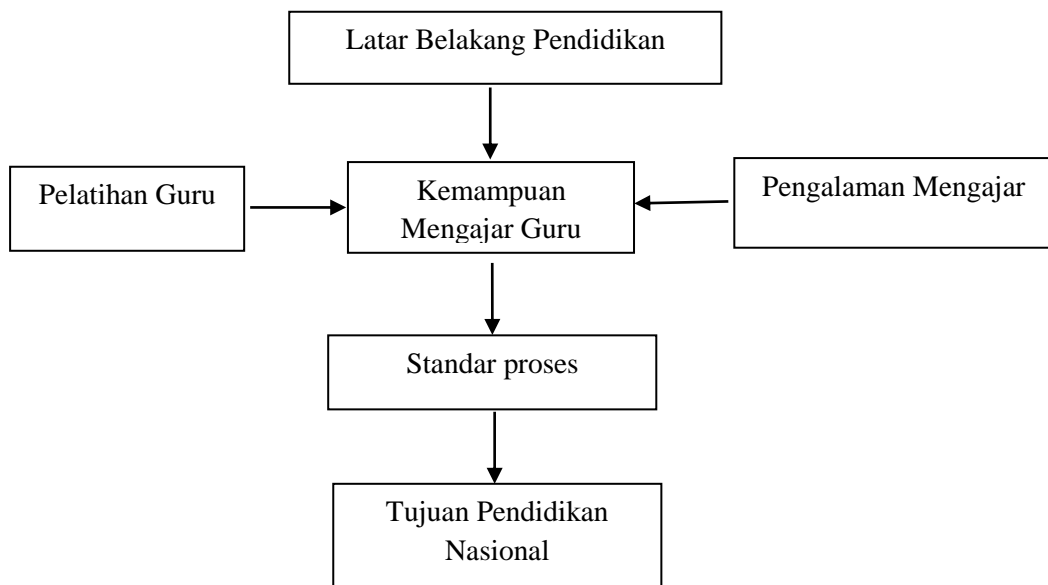 Latar Belakang Pendidikan
Pelatihan Guru
Kemampuan
Mengajar Guru
Pengalaman Mengajar
Standar proses
Tujuan Pendidikan
Nasional